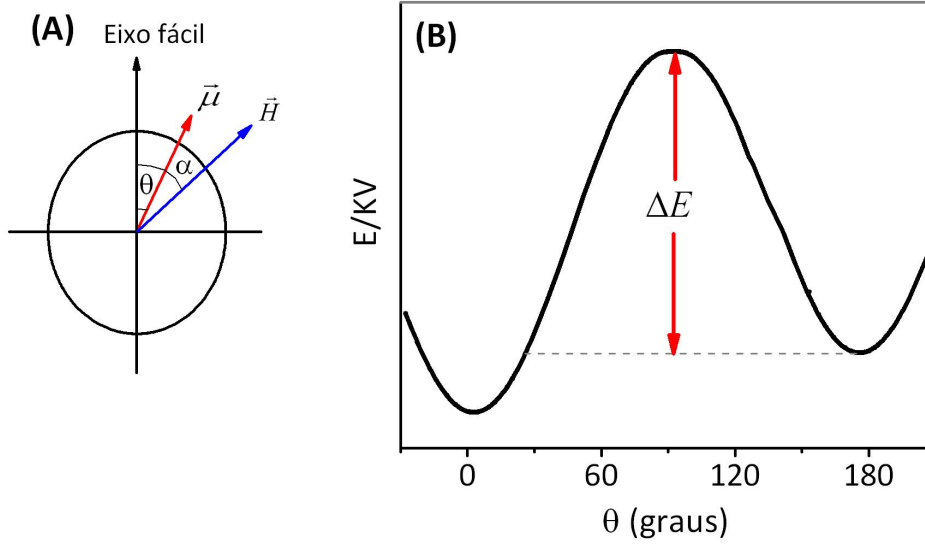 (A)
Eixo fácil
μ⃗
H⃗
α
θ
(B)
E/KV
ΔE
0 60 120 180
θ (graus)